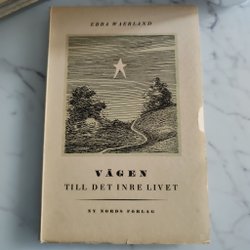 EBBA WAERLAND
VÄGEN
TILL DET INRE LIVET
NY NORDS FÖRLAG